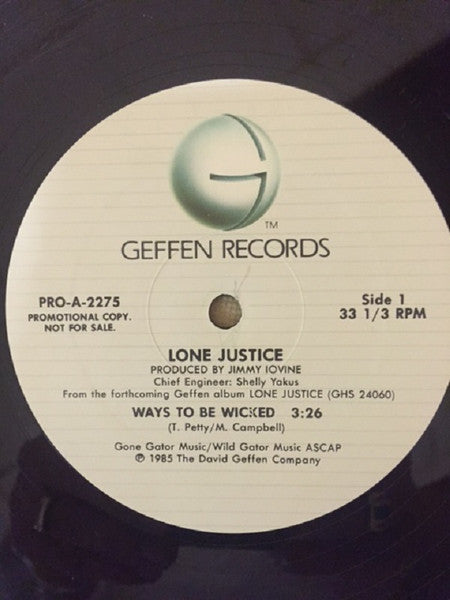 G
TM
GEFFEN RECORDS
PRO-A-2275
PROMOTIONAL COPY.
NOT FOR SALE.
Side 1
33 1/3 RPM
LONE JUSTICE
PRODUCED BY JIMMY IOVINE
Chief Engineer: Shelly Yakus
From the forthcoming Geffen album LONE JUSTICE (GHS 24060)
WAYS TO BE WICKED 3:26
(T. Petty/M. Campbell)
Gone Gator Music/Wild Gator Music ASCAP
℗ 1985 The David Geffen Company